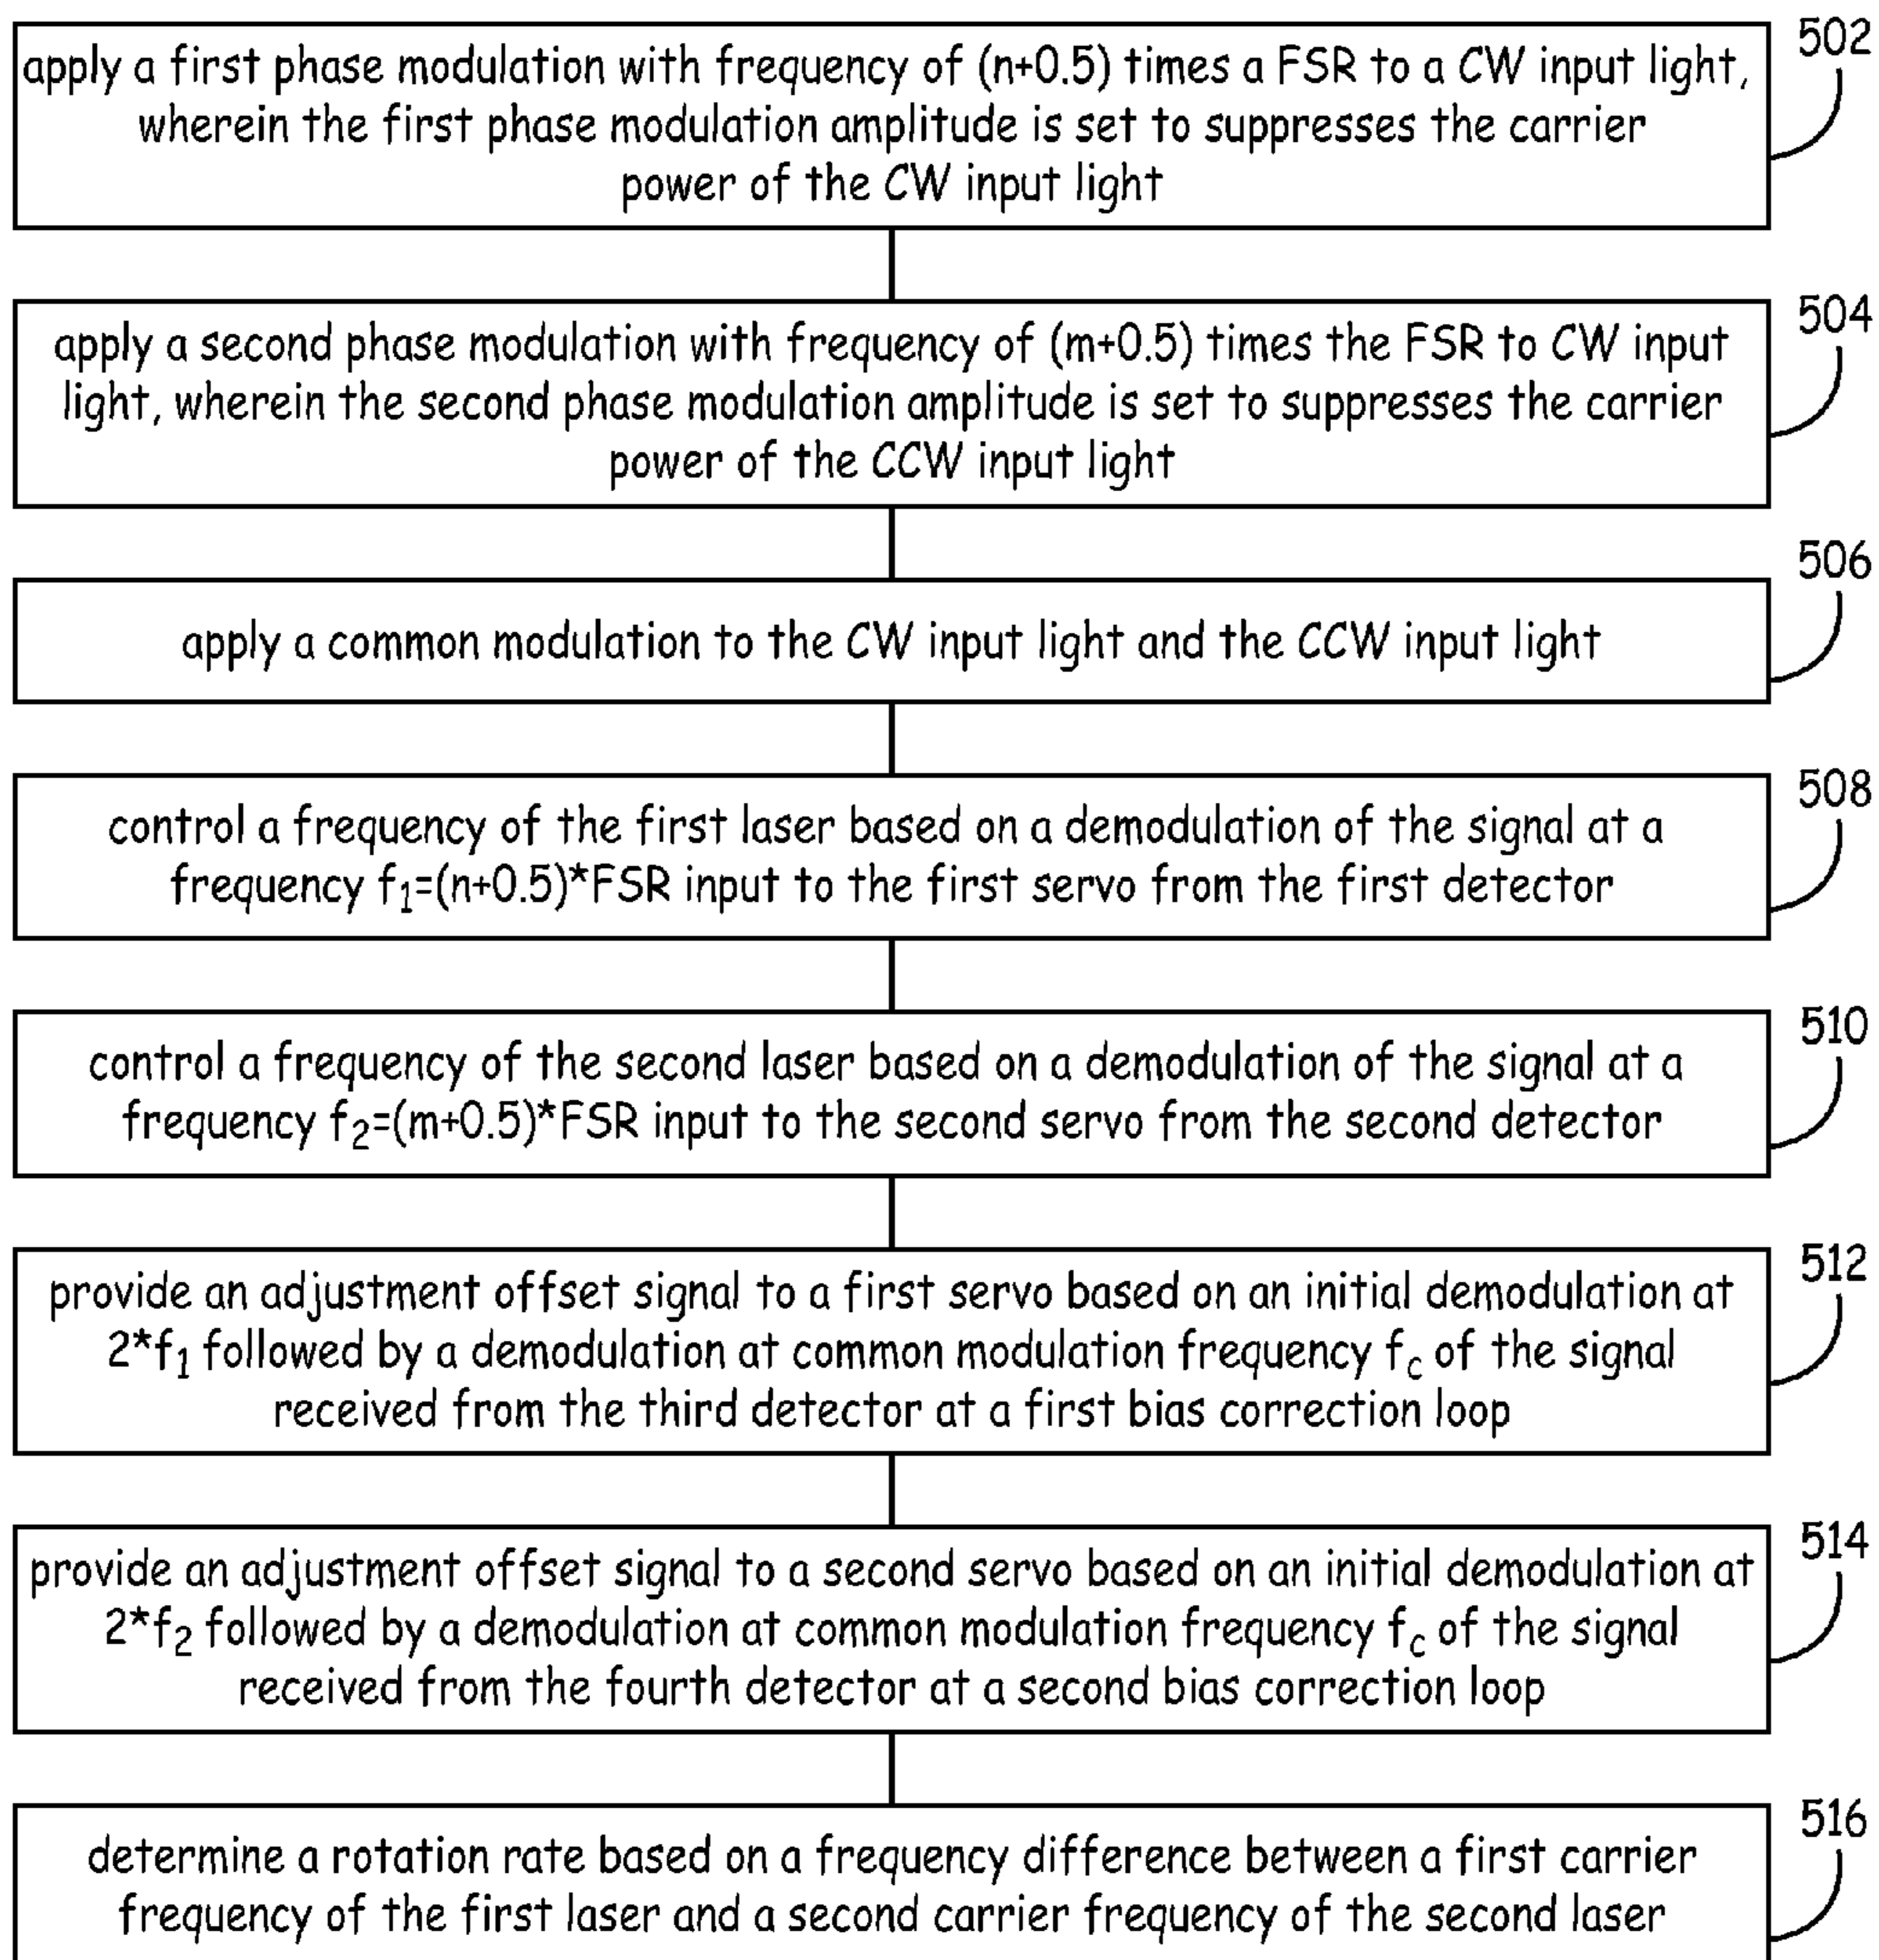 502
apply a first phase modulation with frequency of (n+0.5) times a FSR to a CW input light,
wherein the first phase modulation amplitude is set to suppresses the carrier
power of the CW input light
504
apply a second phase modulation with frequency of (m+0.5) times the FSR to CW input
light, wherein the second phase modulation amplitude is set to suppresses the carrier
power of the CCW input light
506
apply a common modulation to the CW input light and the CCW input light
508
control a frequency of the first laser based on a demodulation of the signal at a
frequency f₁=(n+0.5)*FSR input to the first servo from the first detector
510
control a frequency of the second laser based on a demodulation of the signal at a
frequency f₂=(m+0.5)*FSR input to the second servo from the second detector
512
provide an adjustment offset signal to a first servo based on an initial demodulation at
2*f₁ followed by a demodulation at common modulation frequency f_c of the signal
received from the third detector at a first bias correction loop
514
provide an adjustment offset signal to a second servo based on an initial demodulation at
2*f₂ followed by a demodulation at common modulation frequency f_c of the signal
received from the fourth detector at a second bias correction loop
516
determine a rotation rate based on a frequency difference between a first carrier
frequency of the first laser and a second carrier frequency of the second laser